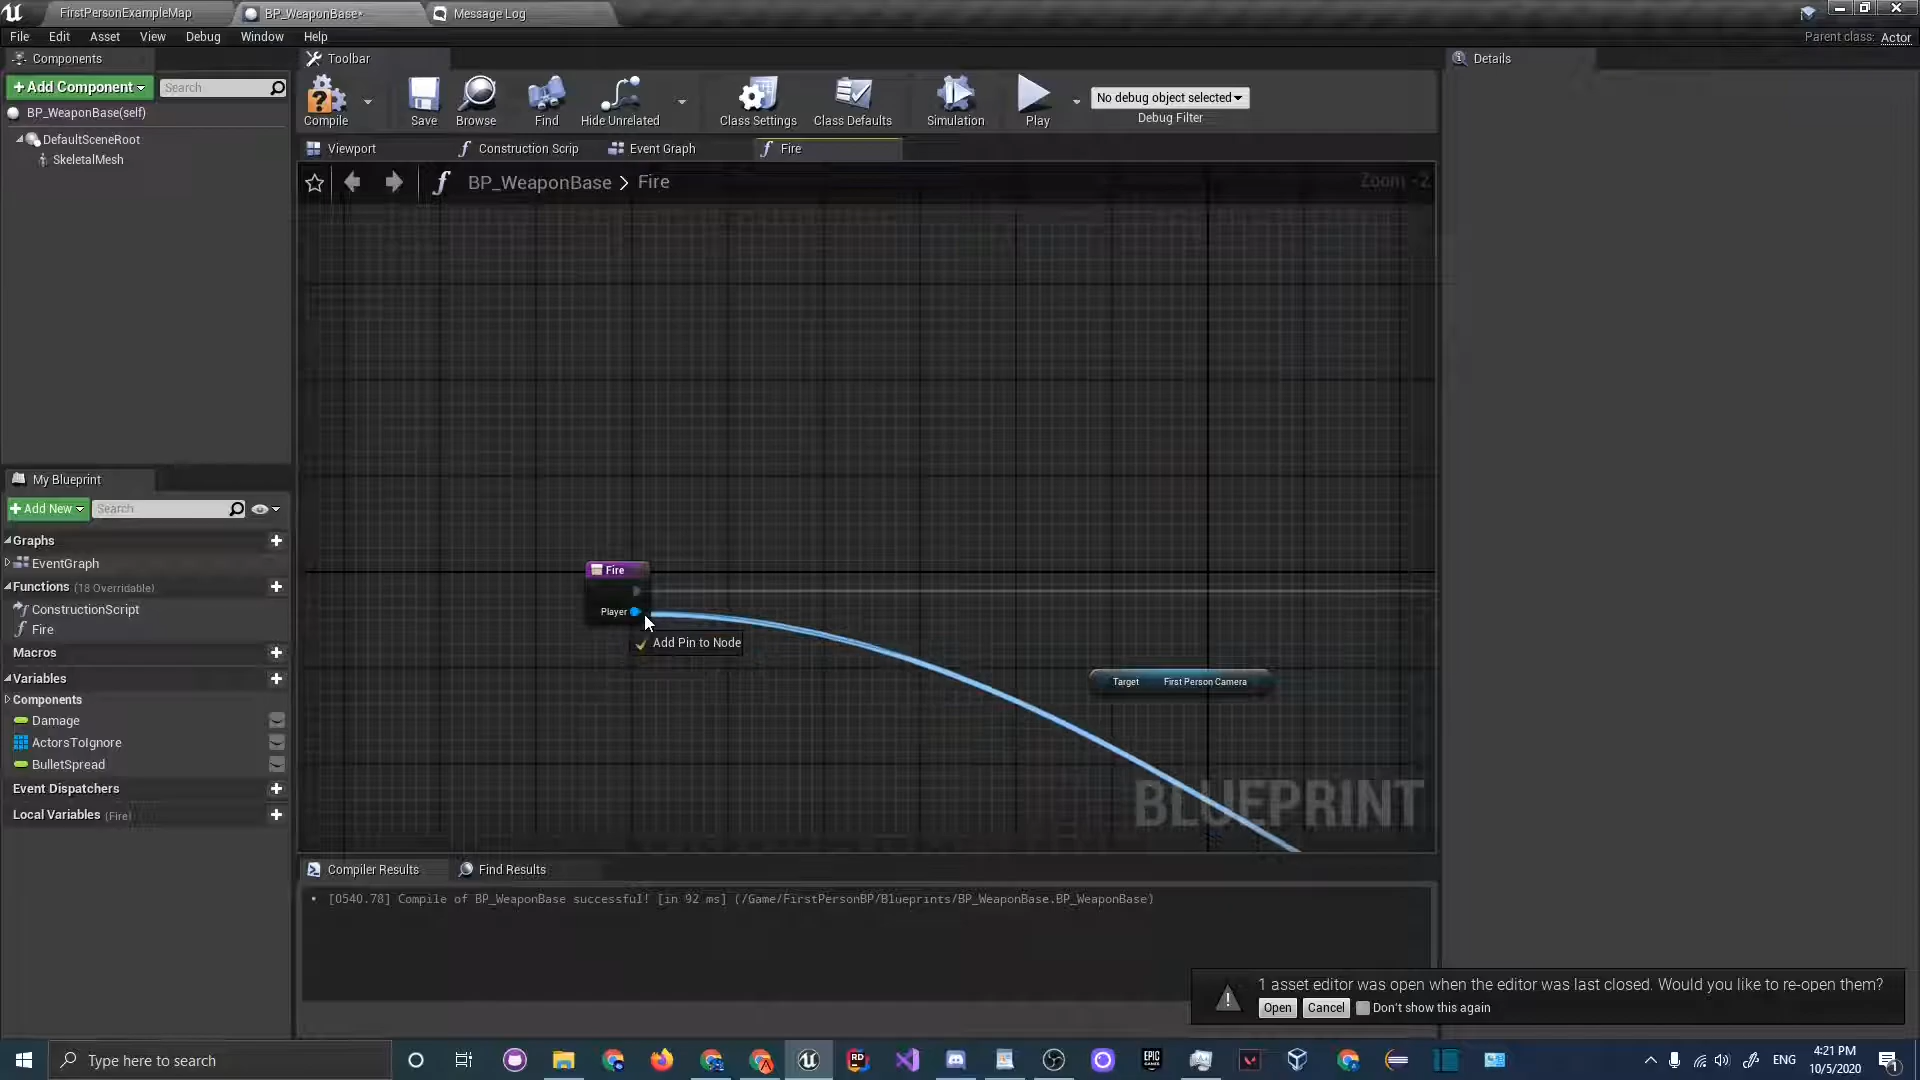 FirstPersonExampleMap
BP_WeaponBase*
Message Log
File Edit Asset View Debug Window Help
Parent class: Actor
Components
Toolbar
Details
+Add Component
Search
BP_WeaponBase(self)
DefaultSceneRoot
SkeletalMesh
Compile
Save
Browse
Find
Hide Unrelated
Class Settings
Class Defaults
Simulation
Play
No debug object selected
Debug Filter
Viewport
Construction Scrip
Event Graph
Fire
BP_WeaponBase > Fire
Zoom -2
Fire
Player
Add Pin to Node
Target First Person Camera
BLUEPRINT
My Blueprint
+Add New
Search
Graphs
EventGraph
Functions (18 Overridable)
ConstructionScript
Fire
Macros
Variables
Components
Damage
ActorsToIgnore
BulletSpread
Event Dispatchers
Local Variables (Fire)
Compiler Results
Find Results
[0540.78] Compile of BP_WeaponBase successful! [in 92 ms] (/Game/FirstPersonBP/Blueprints/BP_WeaponBase.BP_WeaponBase)
1 asset editor was open when the editor was last closed. Would you like to re-open them?
Open
Cancel
Don't show this again
Type here to search
RD
EPIC GAMES
ENG
4:21 PM
10/5/2020
1